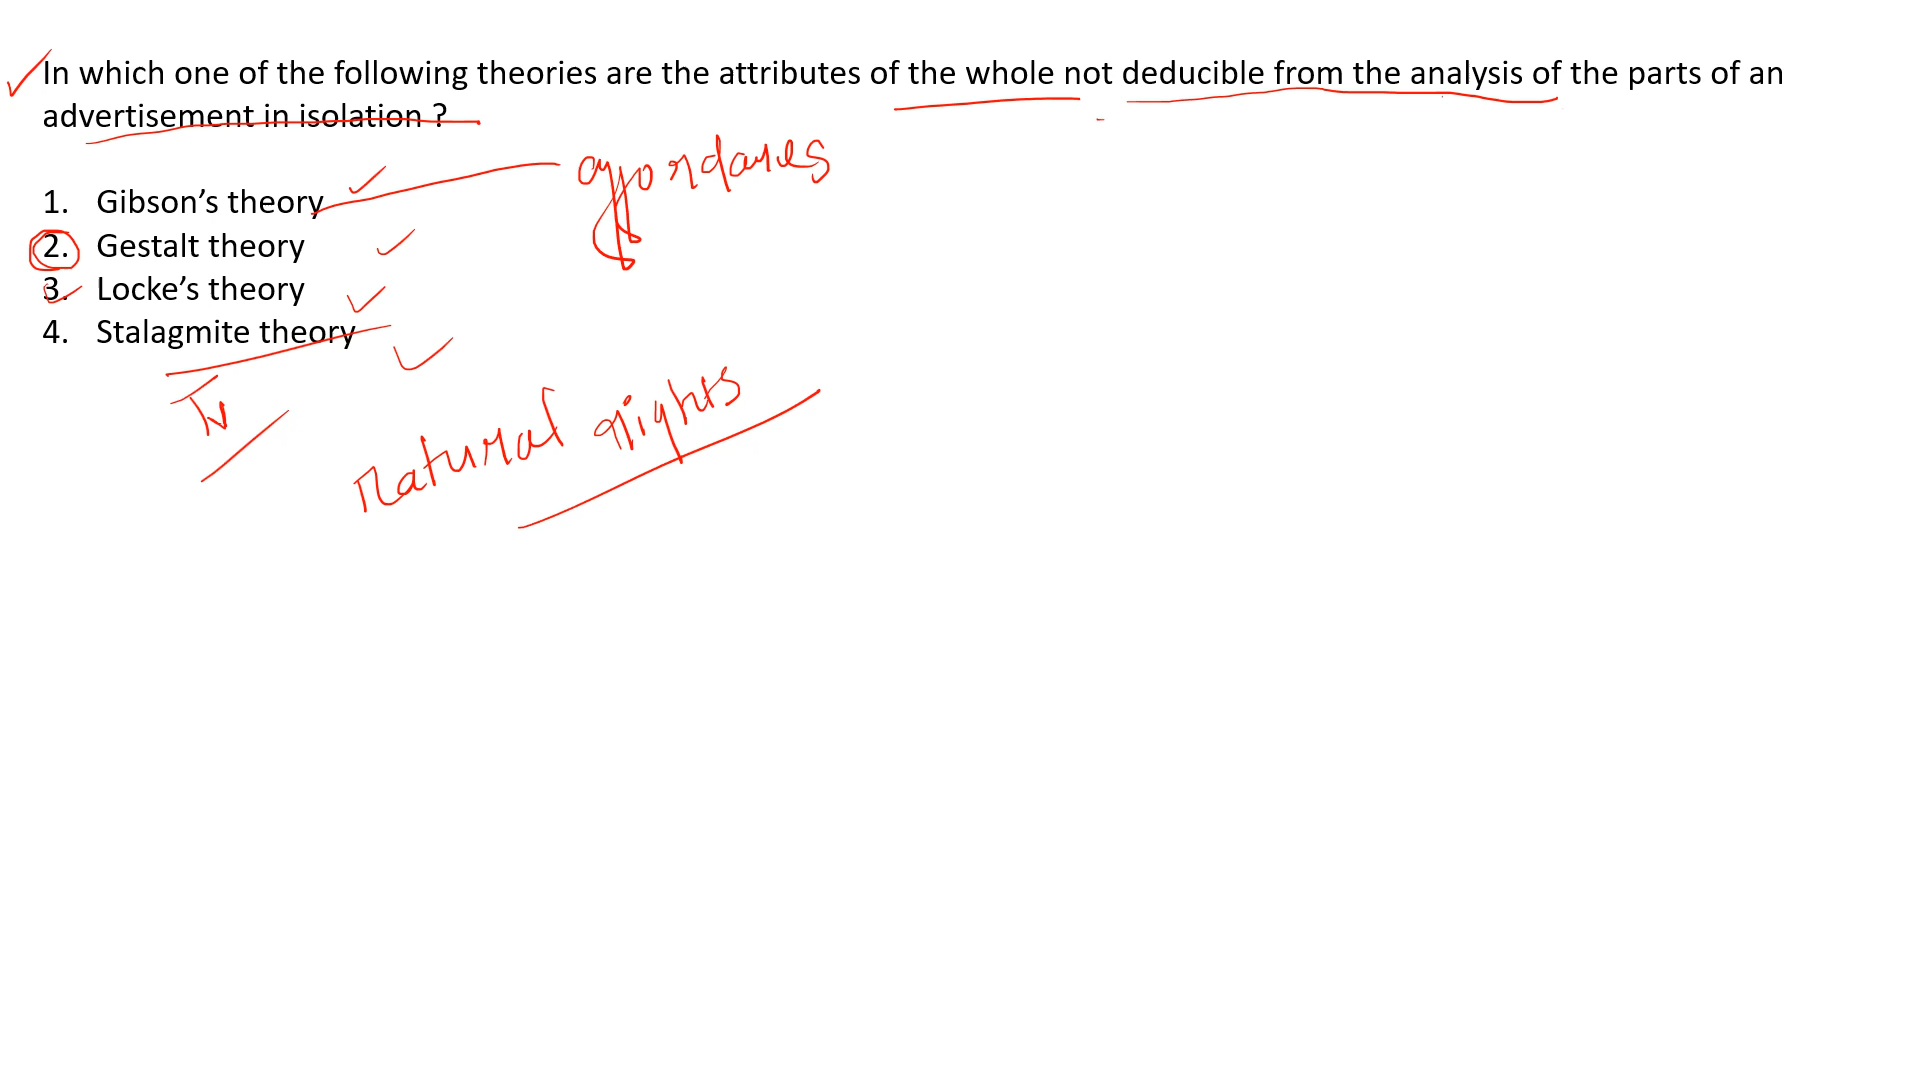 In which one of the following theories are the attributes of the whole not deducible from the analysis of the parts of an
advertisement in isolation ?
affordanes
1. Gibson’s theory
2. Gestalt theory
3. Locke’s theory
4. Stalagmite theory
TV
natural rights